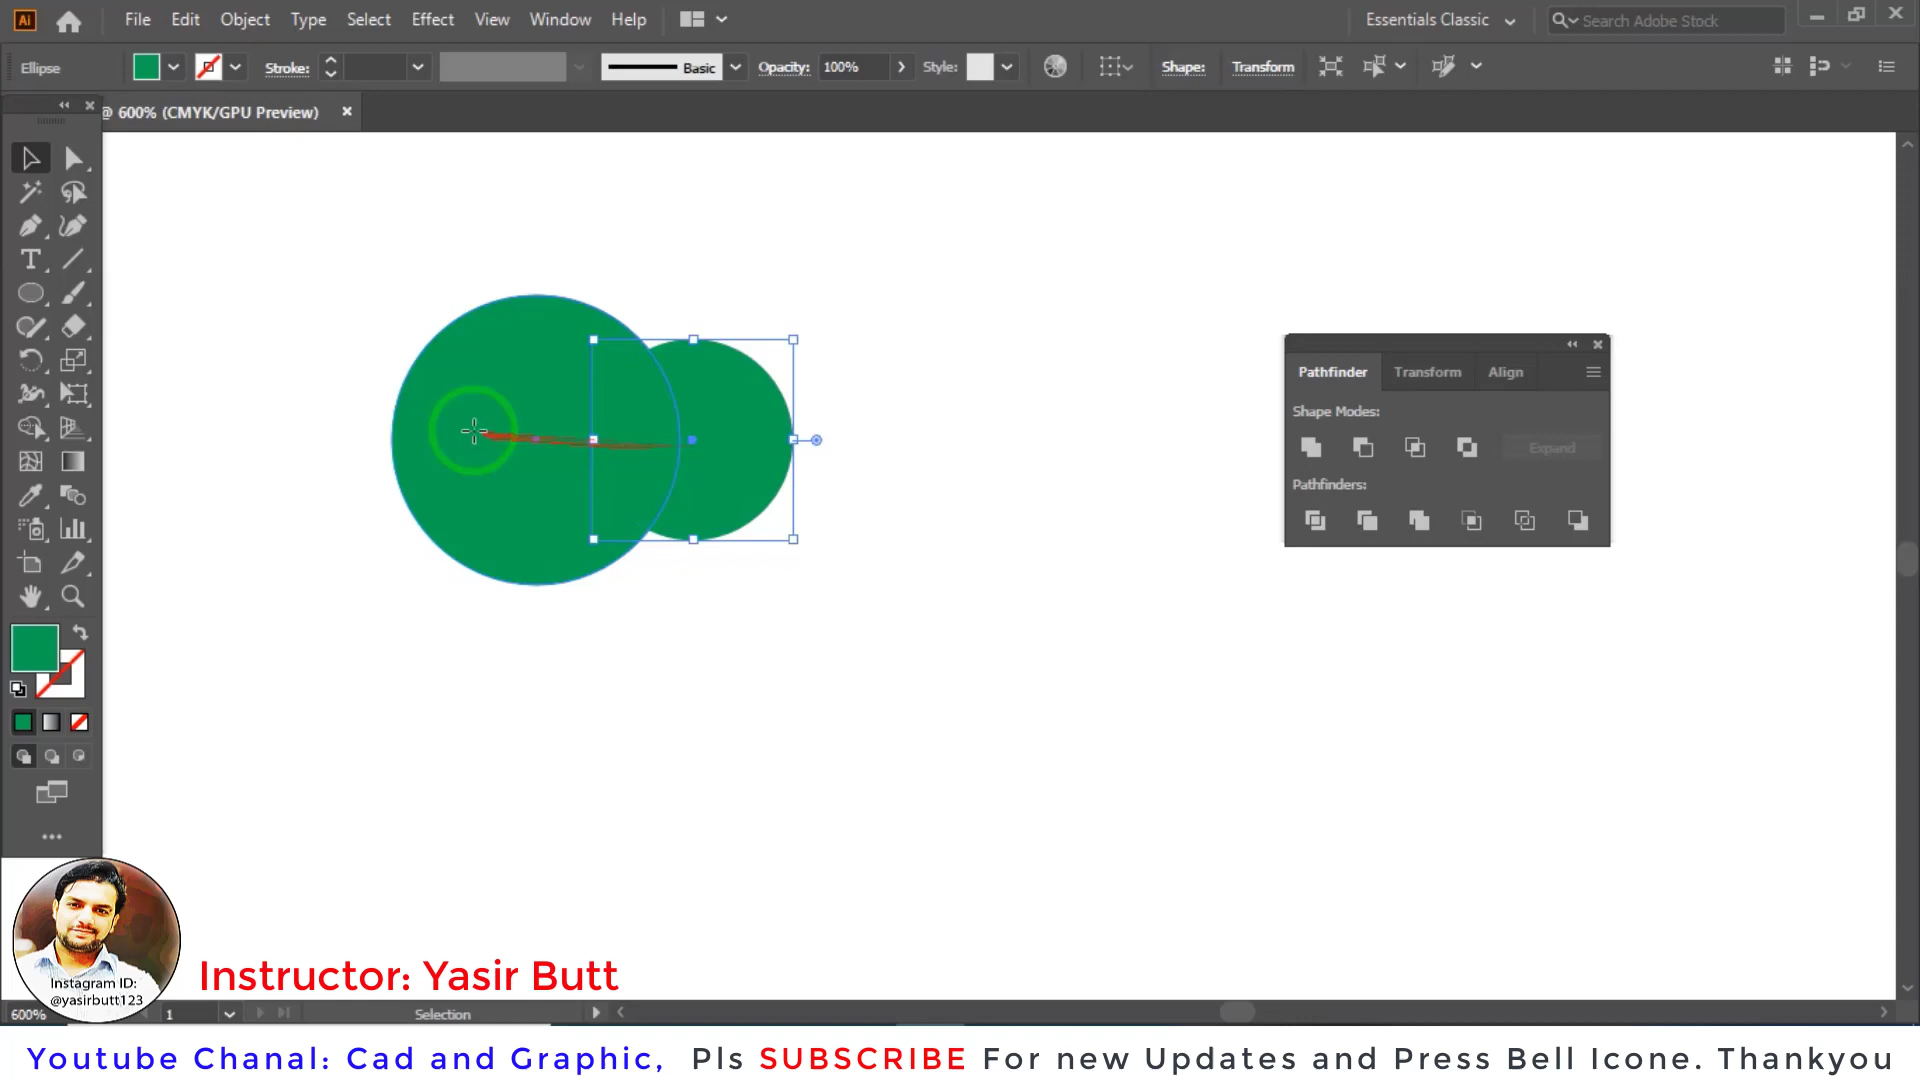 Ai File Edit Object Type Select Effect View Window Help Essentials Classic Search Adobe Stock
Ellipse Stroke: Basic Opacity: 100% Style: Shape: Transform
@ 600% (CMYK/GPU Preview)
Pathfinder Transform Align
Shape Modes:
Expand
Pathfinders:
Instagram ID:
@yasirbutt123
Instructor: Yasir Butt
600% 1 Selection
Youtube Chanal: Cad and Graphic, Pls SUBSCRIBE For new Updates and Press Bell Icone. Thankyou